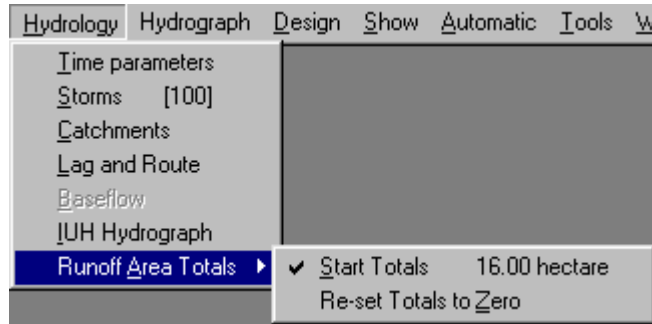 Hydrology Hydrograph Design Show Automatic Tools W
Time parameters
Storms [100]
Catchments
Lag and Route
Baseflow
IUH Hydrograph
Runoff Area Totals
Start Totals 16.00 hectare
Re-set Totals to Zero